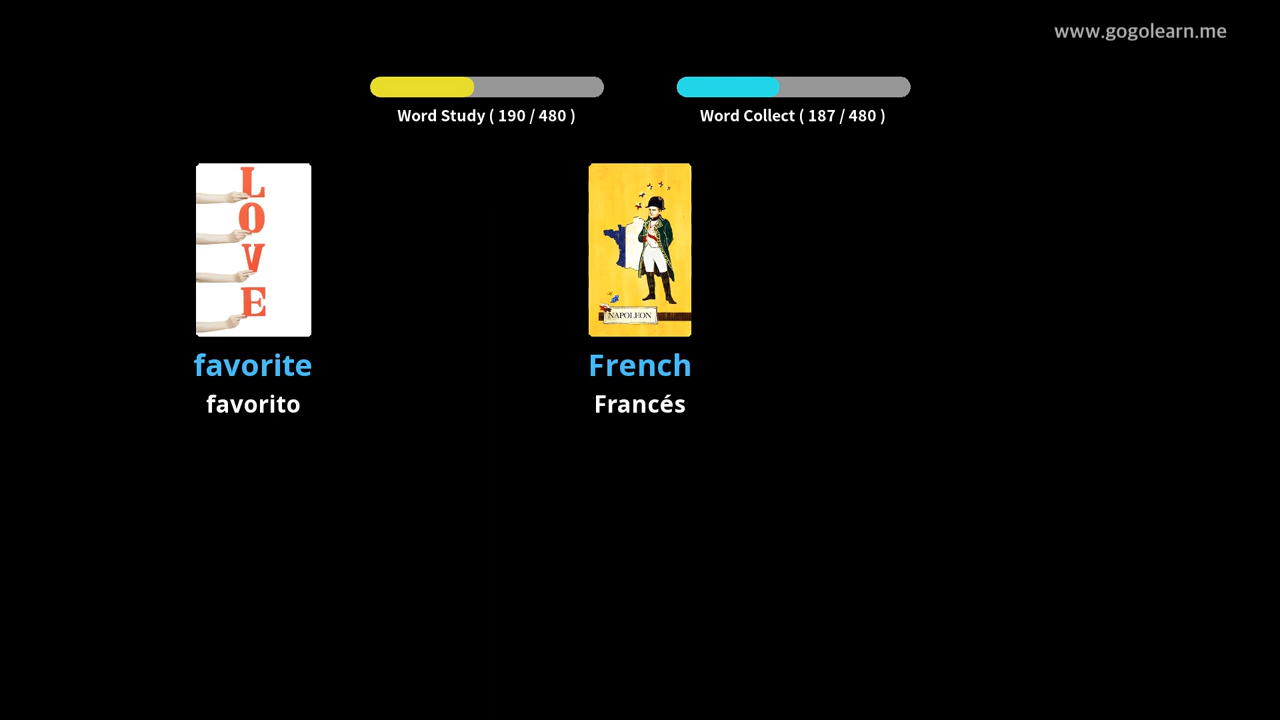 www.gogolearn.me
Word Study ( 190 / 480 )
Word Collect ( 187 / 480 )
L
O
V
E
NAPOLEON
favorite
French
favorito
Francés